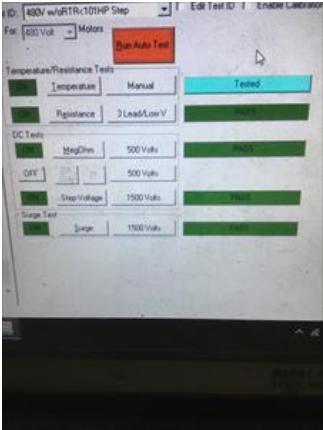 ID: 480V w/oRTR<101HP Step Edit Test ID Enable Calibration
For: 480 Volt Motors
Run Auto Test
Temperature/Resistance Tests
ON Temperature Manual Tested
ON Resistance 3 Lead/Low V PASS
DC Tests
ON MegOhm 500 Volts PASS
OFF 500 Volts
ON Step-Voltage 1500 Volts PASS
Surge Test
ON Surge 1500 Volts PASS